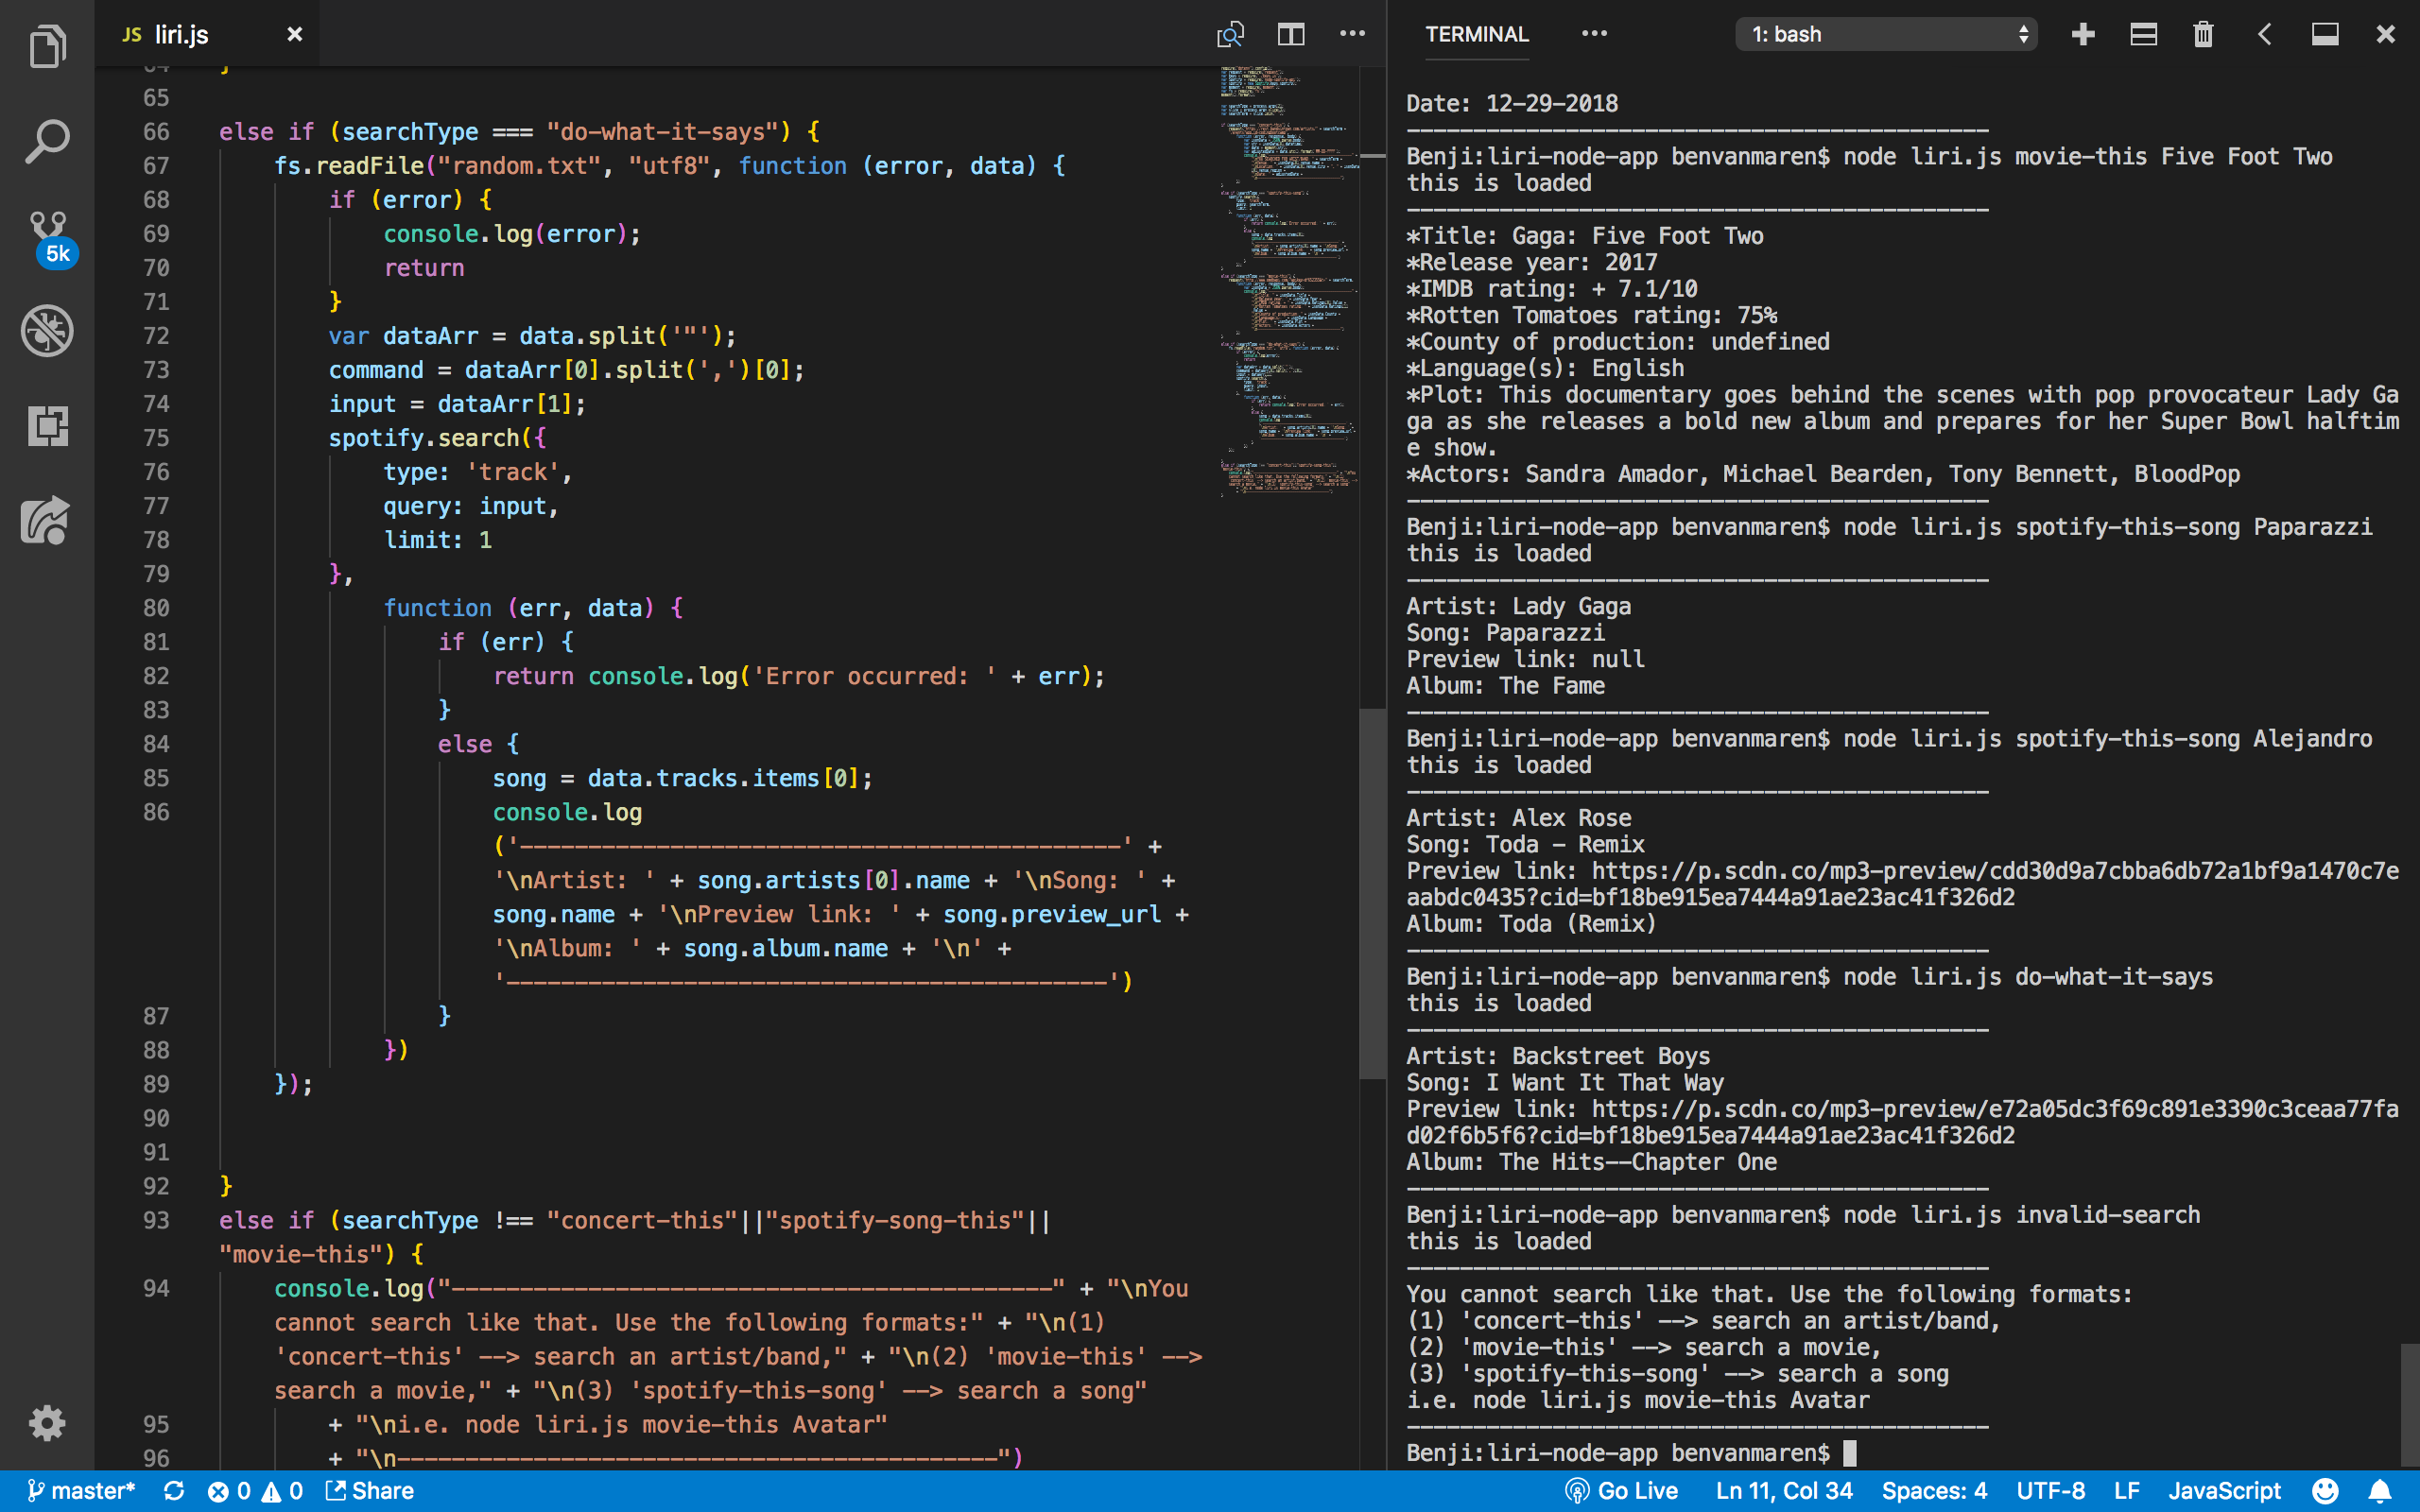 JS liri.js ×
TERMINAL ··· 1: bash
64 }
65
66 else if (searchType === "do-what-it-says") {
67 fs.readFile("random.txt", "utf8", function (error, data) {
68 if (error) {
69 console.log(error);
70 return
71 }
72 var dataArr = data.split('"');
73 command = dataArr[0].split(',')[0];
74 input = dataArr[1];
75 spotify.search({
76 type: 'track',
77 query: input,
78 limit: 1
79 },
80 function (err, data) {
81 if (err) {
82 return console.log('Error occurred: ' + err);
83 }
84 else {
85 song = data.tracks.items[0];
86 console.log
('--------------------------------------------' +
'\nArtist: ' + song.artists[0].name + '\nSong: ' +
song.name + '\nPreview link: ' + song.preview_url +
'\nAlbum: ' + song.album.name + '\n' +
'--------------------------------------------')
87 }
88 })
89 });
90
91
92 }
93 else if (searchType !== "concert-this"||"spotify-song-this"||
"movie-this") {
94 console.log("--------------------------------------------" + "\nYou
cannot search like that. Use the following formats:" + "\n(1)
'concert-this' --> search an artist/band," + "\n(2) 'movie-this' -->
search a movie," + "\n(3) 'spotify-this-song' --> search a song"
95 + "\ni.e. node liri.js movie-this Avatar"
96 + "\n--------------------------------------------")
5k
Date: 12-29-2018
--------------------------------------------
Benji:liri-node-app benvanmaren$ node liri.js movie-this Five Foot Two
this is loaded
--------------------------------------------
*Title: Gaga: Five Foot Two
*Release year: 2017
*IMDB rating: + 7.1/10
*Rotten Tomatoes rating: 75%
*County of production: undefined
*Language(s): English
*Plot: This documentary goes behind the scenes with pop provocateur Lady Ga
ga as she releases a bold new album and prepares for her Super Bowl halftim
e show.
*Actors: Sandra Amador, Michael Bearden, Tony Bennett, BloodPop
--------------------------------------------
Benji:liri-node-app benvanmaren$ node liri.js spotify-this-song Paparazzi
this is loaded
--------------------------------------------
Artist: Lady Gaga
Song: Paparazzi
Preview link: null
Album: The Fame
--------------------------------------------
Benji:liri-node-app benvanmaren$ node liri.js spotify-this-song Alejandro
this is loaded
--------------------------------------------
Artist: Alex Rose
Song: Toda - Remix
Preview link: https://p.scdn.co/mp3-preview/cdd30d9a7cbba6db72a1bf9a1470c7e
aabdc0435?cid=bf18be915ea7444a91ae23ac41f326d2
Album: Toda (Remix)
--------------------------------------------
Benji:liri-node-app benvanmaren$ node liri.js do-what-it-says
this is loaded
--------------------------------------------
Artist: Backstreet Boys
Song: I Want It That Way
Preview link: https://p.scdn.co/mp3-preview/e72a05dc3f69c891e3390c3ceaa77fa
d02f6b5f6?cid=bf18be915ea7444a91ae23ac41f326d2
Album: The Hits--Chapter One
--------------------------------------------
Benji:liri-node-app benvanmaren$ node liri.js invalid-search
this is loaded
--------------------------------------------
You cannot search like that. Use the following formats:
(1) 'concert-this' --> search an artist/band,
(2) 'movie-this' --> search a movie,
(3) 'spotify-this-song' --> search a song
i.e. node liri.js movie-this Avatar
--------------------------------------------
Benji:liri-node-app benvanmaren$
master* 0 0 Share Go Live Ln 11, Col 34 Spaces: 4 UTF-8 LF JavaScript